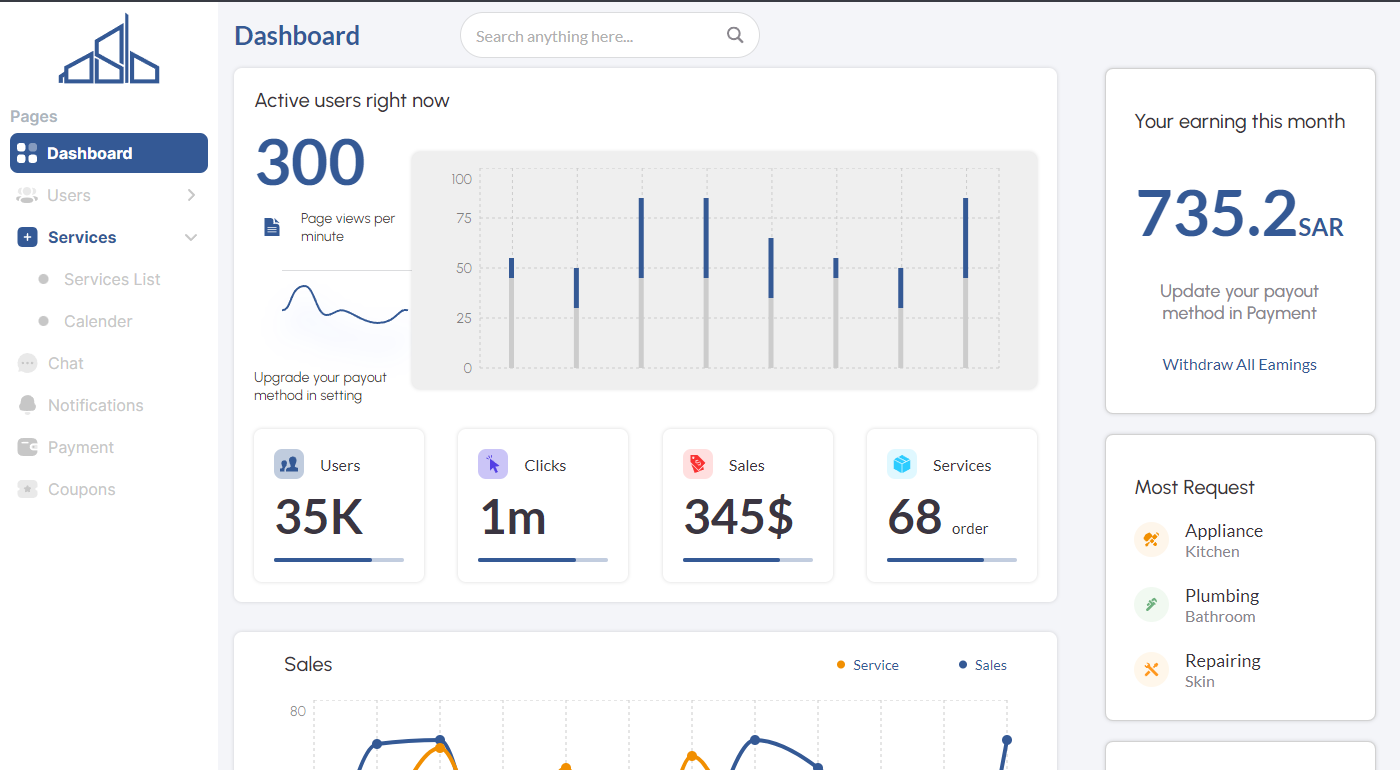 Dashboard
Search anything here...
Pages
Dashboard
Users
Services
Services List
Calender
Chat
Notifications
Payment
Coupons
Active users right now
300
Page views per
minute
Upgrade your payout
method in setting
100
75
50
25
0
Users
35K
Clicks
1m
Sales
345$
Services
68 order
Sales
Service
Sales
80
Your earning this month
735.2SAR
Update your payout
method in Payment
Withdraw All Eamings
Most Request
Appliance
Kitchen
Plumbing
Bathroom
Repairing
Skin